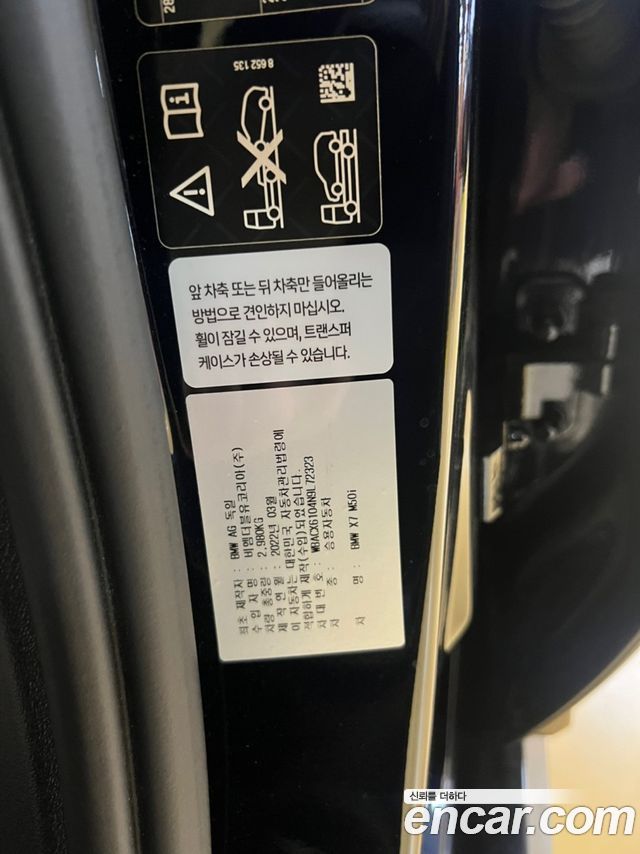 8 652 135
앞 차축 또는 뒤 차축만 들어올리는
방법으로 견인하지 마십시오.
휠이 잠길 수 있으며, 트랜스퍼
케이스가 손상될 수 있습니다.
최초 제작자 : BMW AG 독일
수 입 자 명 : 비엠더블유코리아(주)
차량 총중량 : 2,980KG
제 작 연 월 : 2022년 03월
이 자동차는 대한민국 자동차관리법령에
적합하게 제작(수입)되었습니다.
차 대 번 호 : WBACX6104N9L72323
차 종 : 승용자동차
차 명 : BMW X7 M50i
신뢰를 더하다
encar.com